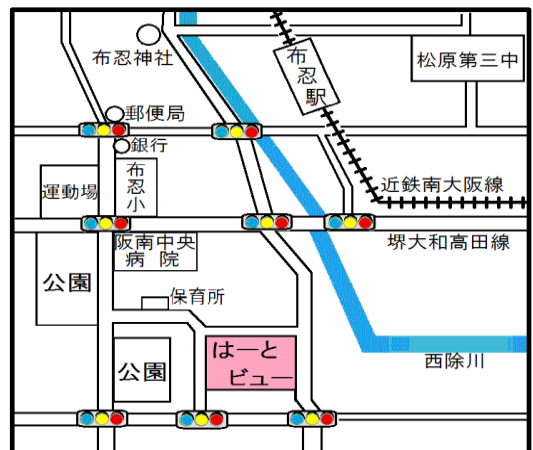 布忍神社
布忍駅
松原第三中
郵便局
銀行
運動場
布忍小
近鉄南大阪線
阪南中央
病院
堺大和高田線
公園
保育所
はーと
ビュー
公園
西除川